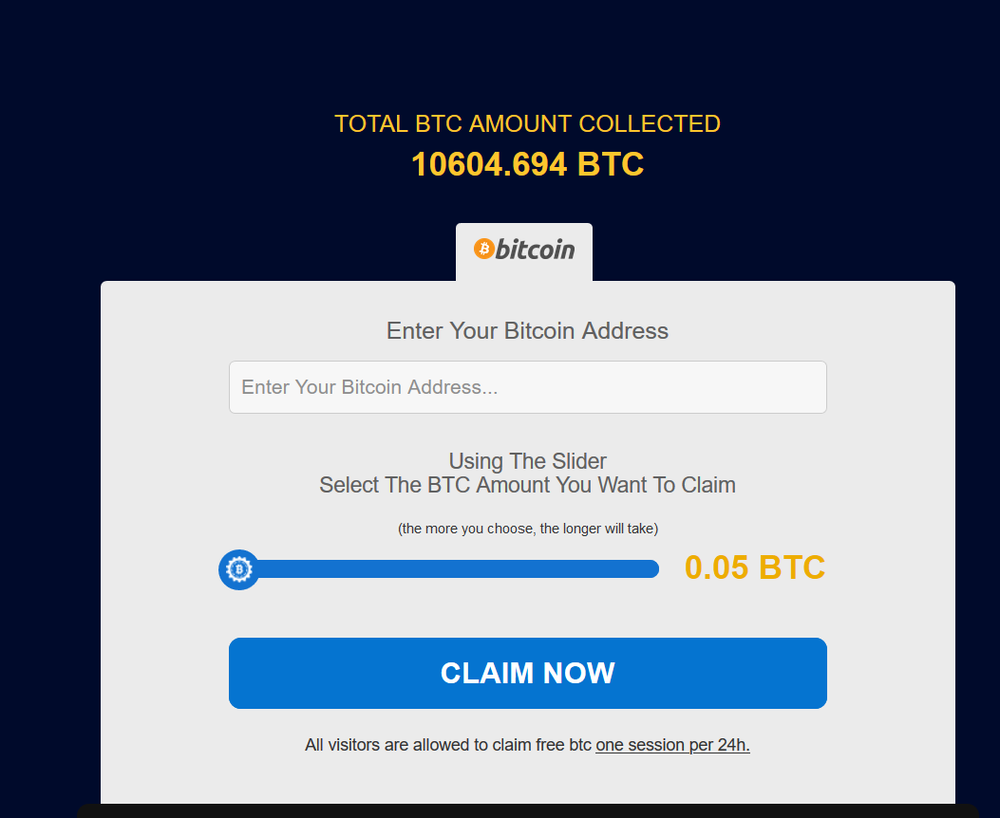 TOTAL BTC AMOUNT COLLECTED
10604.694 BTC
bitcoin
Enter Your Bitcoin Address
Enter Your Bitcoin Address...
Using The Slider
Select The BTC Amount You Want To Claim
(the more you choose, the longer will take)
0.05 BTC
CLAIM NOW
All visitors are allowed to claim free btc one session per 24h.